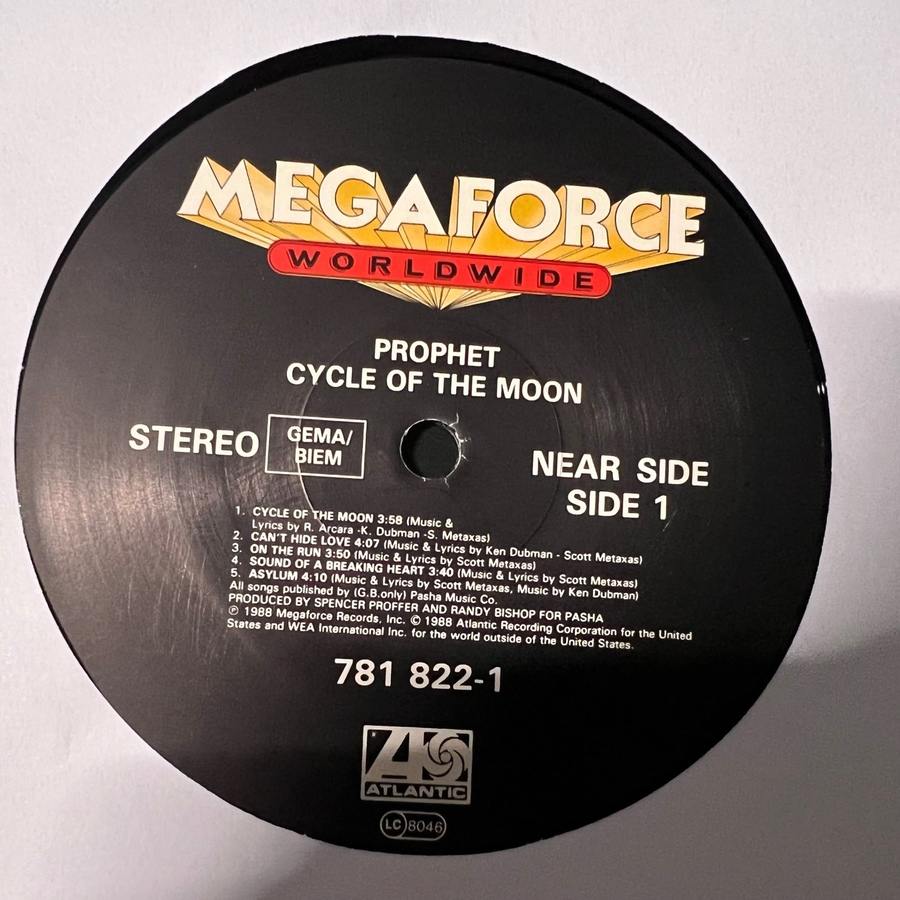 MEGAFORCE
WORLDWIDE
PROPHET
CYCLE OF THE MOON
STEREO
GEMA/
BIEM
NEAR SIDE
SIDE 1
1. CYCLE OF THE MOON 3:58 (Music &
Lyrics by R. Arcara -K. Dubman -S. Metaxas)
2. CAN'T HIDE LOVE 4:07 (Music & Lyrics by Ken Dubman - Scott Metaxas)
3. ON THE RUN 3:50 (Music & Lyrics by Scott Metaxas)
4. SOUND OF A BREAKING HEART 3:40 (Music & Lyrics by Scott Metaxas)
5. ASYLUM 4:10 (Music & Lyrics by Scott Metaxas, Music by Ken Dubman)
All songs published by (G.B.only) Pasha Music Co.
PRODUCED BY SPENCER PROFFER AND RANDY BISHOP FOR PASHA
℗ 1988 Megaforce Records, Inc. © 1988 Atlantic Recording Corporation for the United
States and WEA International Inc. for the world outside of the United States.
781 822-1
ATLANTIC
LC 8046